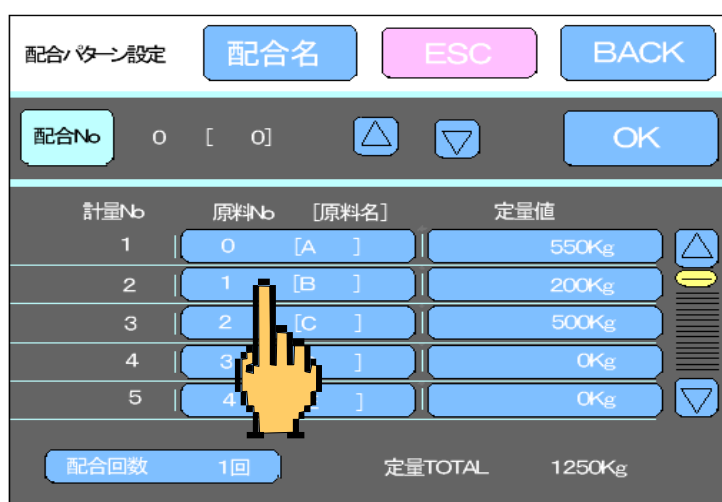 配合パターン設定 配合名 ESC BACK
配合No 0 [ 0] OK
計量No 原料No [原料名] 定量値
1 0 [A ] 550Kg
2 1 [B ] 200Kg
3 2 [C ] 500Kg
4 3 ] 0Kg
5 4 ] 0Kg
配合回数 1回 定量TOTAL 1250Kg